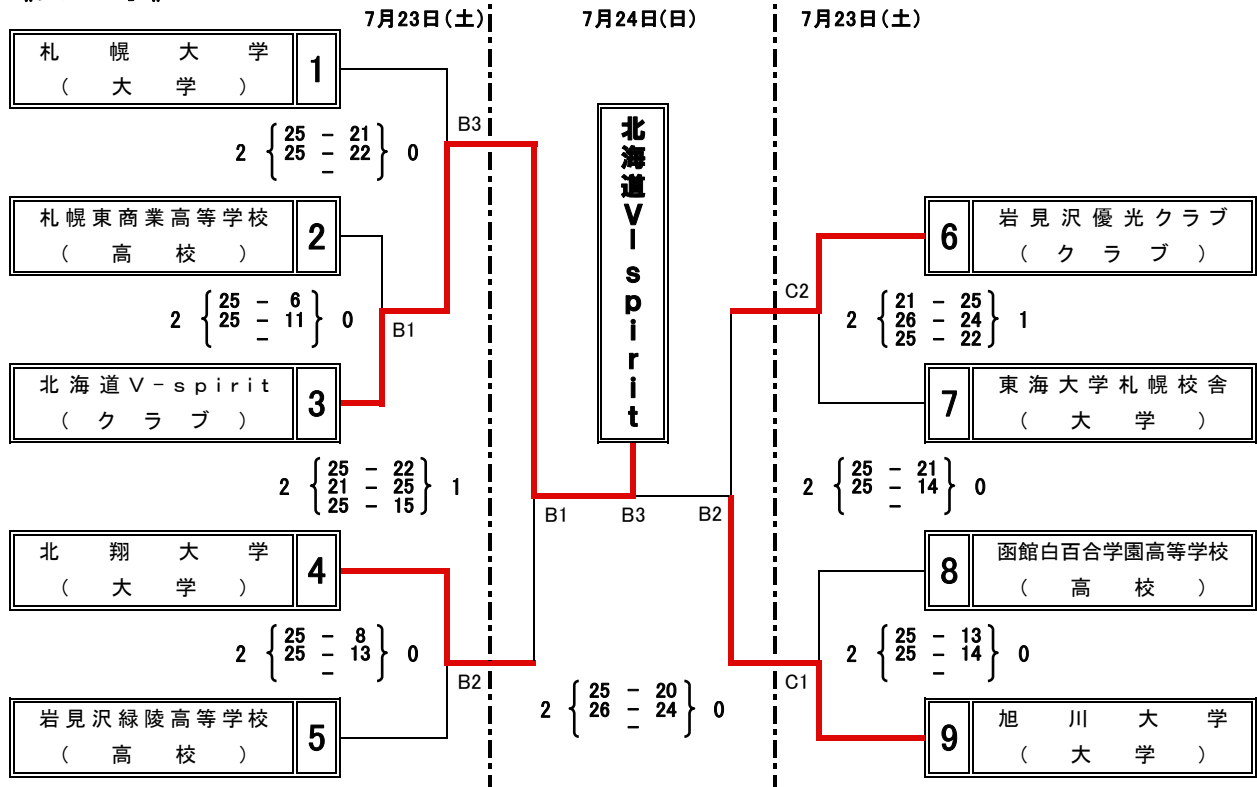 7月23日(土)
7月24日(日)
7月23日(土)
札幌大学
1
(大学)
B3
2 { 25 - 21 } 0
25 - 22
-
札幌東商業高等学校
2
(高校)
2 { 25 - 6 } 0
25 - 11
-
B1
北海道V-spirit
3
(クラブ)
2 { 25 - 22 } 1
21 - 25
25 - 15
北翔大学
4
(大学)
2 { 25 - 8 } 0
25 - 13
-
B2
岩見沢緑陵高等学校
5
(高校)
北海道V-spirit
B1
B3
B2
2 { 25 - 20 } 0
26 - 24
-
6
岩見沢優光クラブ
(クラブ)
C2
2 { 21 - 25 } 1
26 - 24
25 - 22
7
東海大学札幌校舎
(大学)
2 { 25 - 21 } 0
25 - 14
-
8
函館白百合学園高等学校
(高校)
2 { 25 - 13 } 0
25 - 14
-
C1
9
旭川大学
(大学)